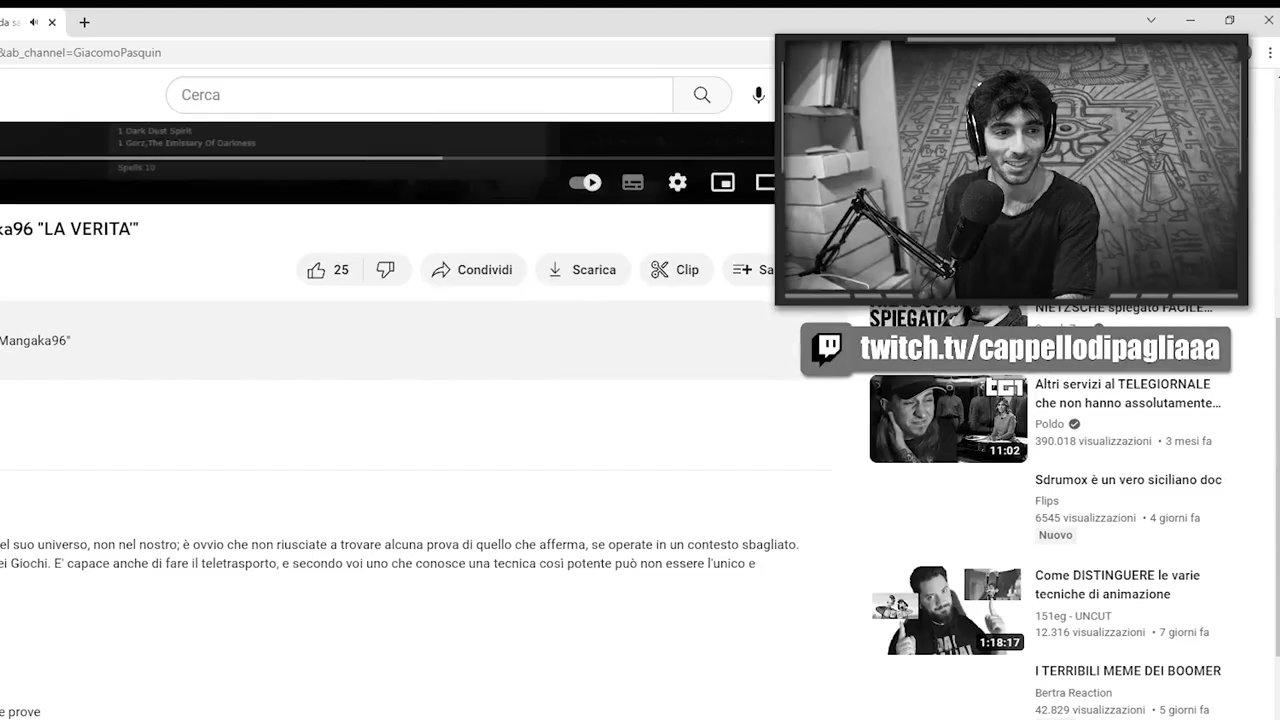 da sa
&ab_channel=GiacomoPasquin
Cerca
1 Dark Dust Spirit
1 Gorz,The Emissary Of Darkness
Spells:10
ka96 "LA VERITA'"
25
Condividi
Scarica
Clip
Sa
Mangaka96"
el suo universo, non nel nostro; è ovvio che non riusciate a trovare alcuna prova di quello che afferma, se operate in un contesto sbagliato.
ei Giochi. E' capace anche di fare il teletrasporto, e secondo voi uno che conosce una tecnica così potente può non essere l'unico e
e prove
SPIEGATO
NIETZSCHE spiegato FACILE...
twitch.tv/cappellodipagliaaa
TG1
11:02
Altri servizi al TELEGIORNALE
che non hanno assolutamente...
Poldo
390.018 visualizzazioni • 3 mesi fa
Sdrumox è un vero siciliano doc
Flips
6545 visualizzazioni • 4 giorni fa
Nuovo
1:18:17
Come DISTINGUERE le varie
tecniche di animazione
151eg - UNCUT
12.316 visualizzazioni • 7 giorni fa
I TERRIBILI MEME DEI BOOMER
Bertra Reaction
42.829 visualizzazioni • 5 giorni fa